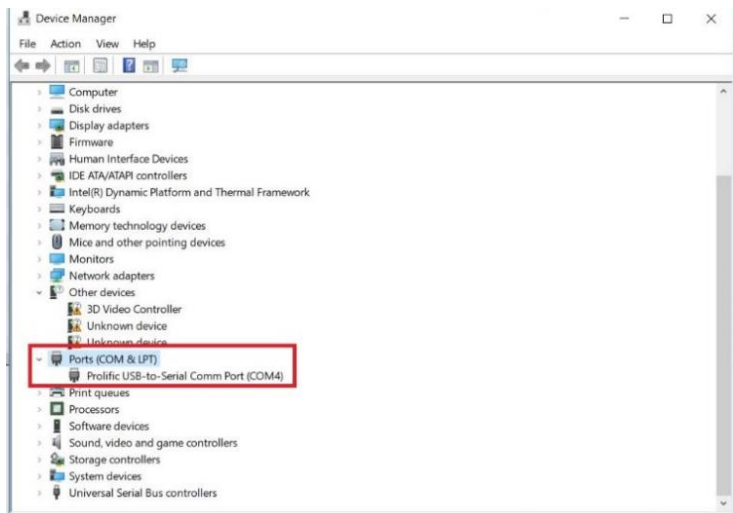 Device Manager
File Action View Help
Computer
Disk drives
Display adapters
Firmware
Human Interface Devices
IDE ATA/ATAPI controllers
Intel(R) Dynamic Platform and Thermal Framework
Keyboards
Memory technology devices
Mice and other pointing devices
Monitors
Network adapters
Other devices
3D Video Controller
Unknown device
Unknown device
Ports (COM & LPT)
Prolific USB-to-Serial Comm Port (COM4)
Print queues
Processors
Software devices
Sound, video and game controllers
Storage controllers
System devices
Universal Serial Bus controllers